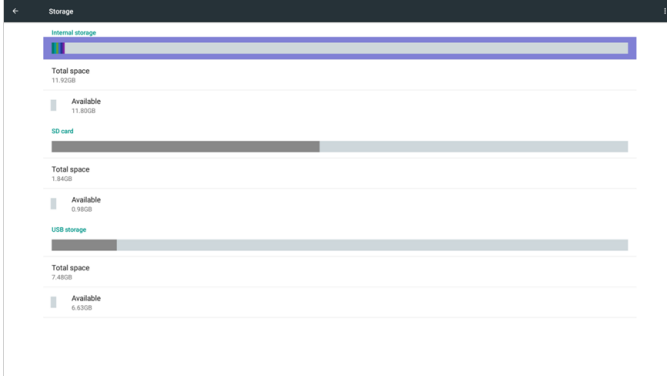 Storage
Internal storage
Total space
11.92GB
Available
11.80GB
SD card
Total space
1.84GB
Available
0.98GB
USB storage
Total space
7.48GB
Available
6.63GB